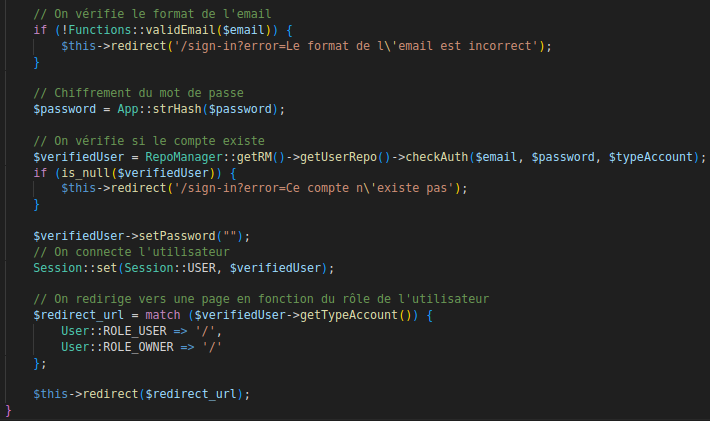 // On vérifie le format de l'email
if (!Functions::validEmail($email)) {
$this->redirect('/sign-in?error=Le format de l\'email est incorrect');
}
// Chiffrement du mot de passe
$password = App::strHash($password);
// On vérifie si le compte existe
$verifiedUser = RepoManager::getRM()->getUserRepo()->checkAuth($email, $password, $typeAccount);
if (is_null($verifiedUser)) {
$this->redirect('/sign-in?error=Ce compte n\'existe pas');
}
$verifiedUser->setPassword("");
// On connecte l'utilisateur
Session::set(Session::USER, $verifiedUser);
// On redirige vers une page en fonction du rôle de l'utilisateur
$redirect_url = match ($verifiedUser->getTypeAccount()) {
User::ROLE_USER => '/',
User::ROLE_OWNER => '/'
};
$this->redirect($redirect_url);
}